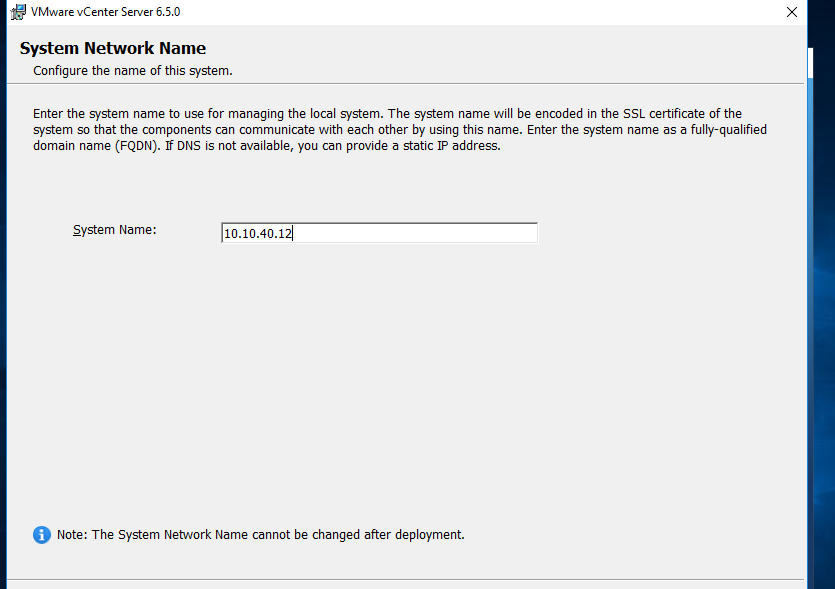 VMware vCenter Server 6.5.0
System Network Name
Configure the name of this system.
Enter the system name to use for managing the local system. The system name will be encoded in the SSL certificate of the
system so that the components can communicate with each other by using this name. Enter the system name as a fully-qualified
domain name (FQDN). If DNS is not available, you can provide a static IP address.
System Name:
10.10.40.12
Note: The System Network Name cannot be changed after deployment.